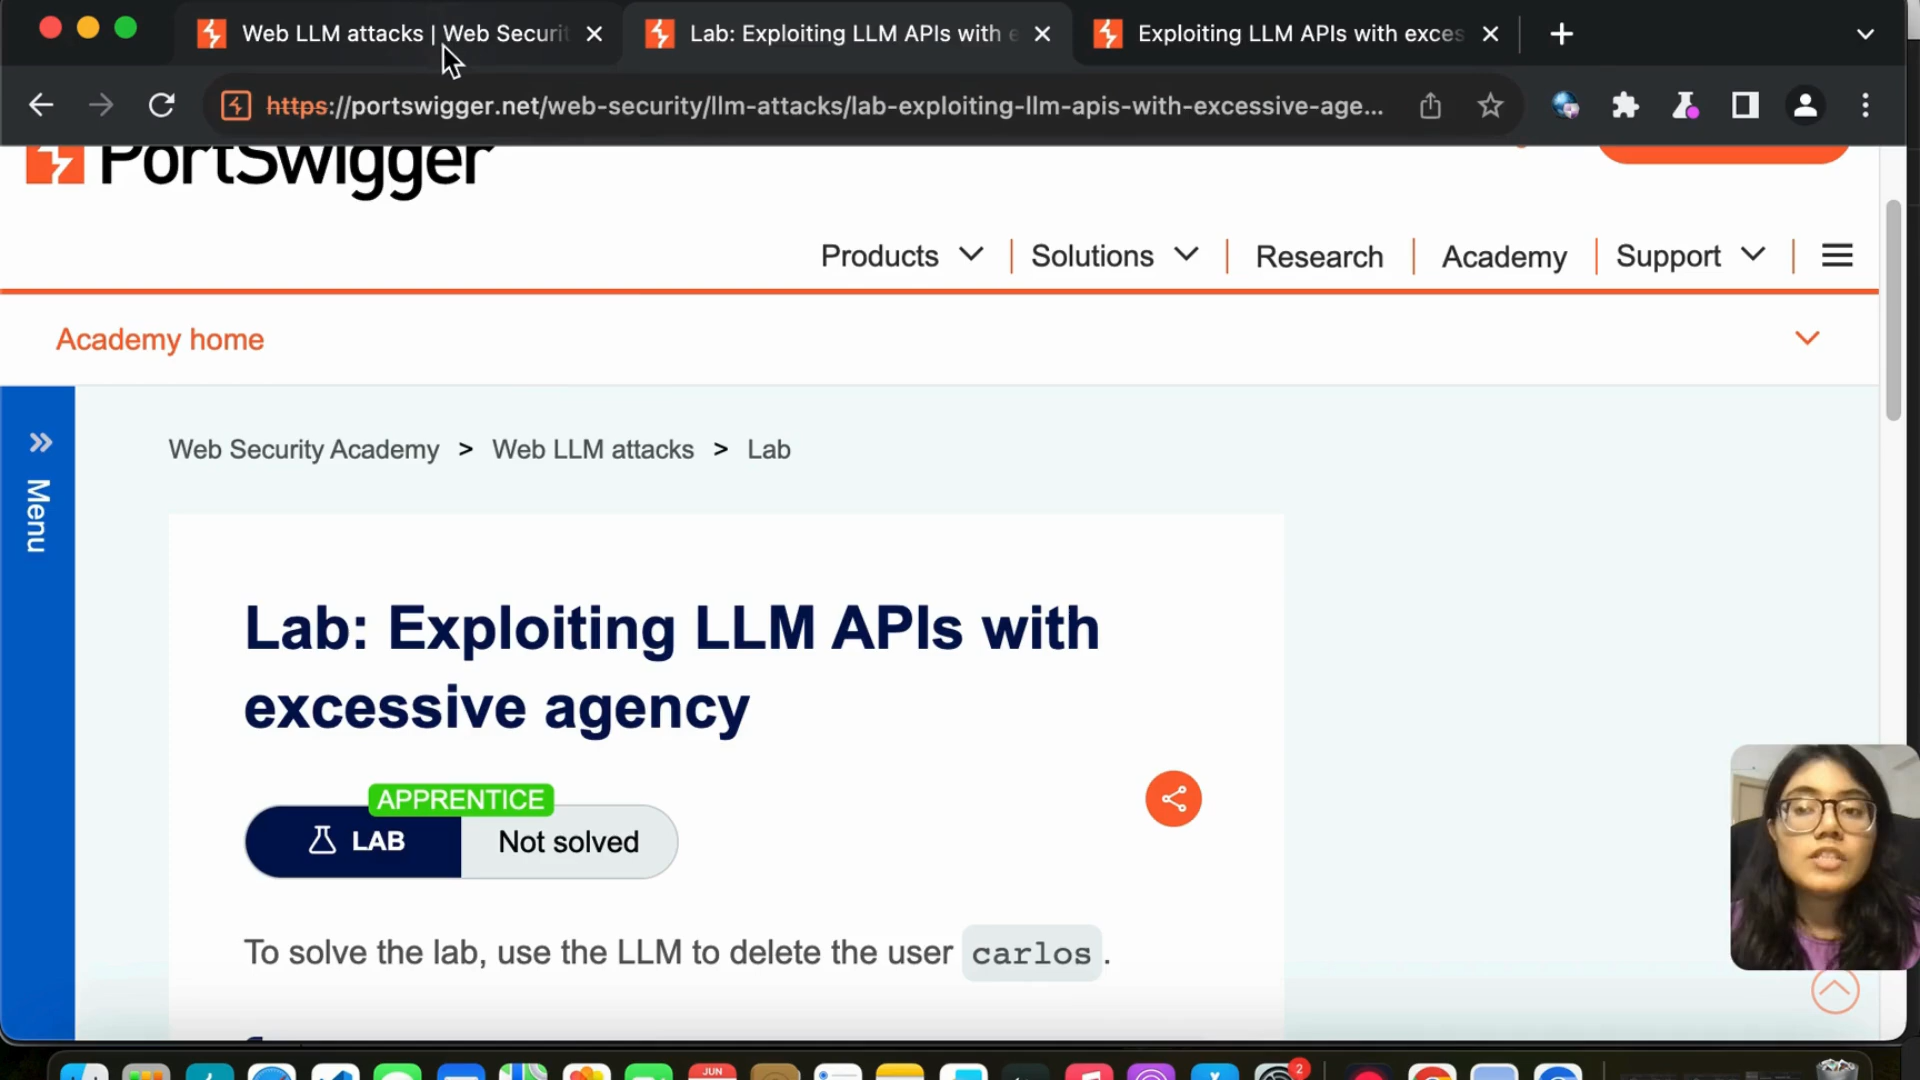 Web LLM attacks | Web Securit
Lab: Exploiting LLM APIs with e
Exploiting LLM APIs with exces
https://portswigger.net/web-security/llm-attacks/lab-exploiting-llm-apis-with-excessive-age...
PortSwigger
Products
Solutions
Research
Academy
Support
Academy home
Menu
Web Security Academy > Web LLM attacks > Lab
Lab: Exploiting LLM APIs with
excessive agency
APPRENTICE
LAB
Not solved
To solve the lab, use the LLM to delete the user carlos.
JUN
2